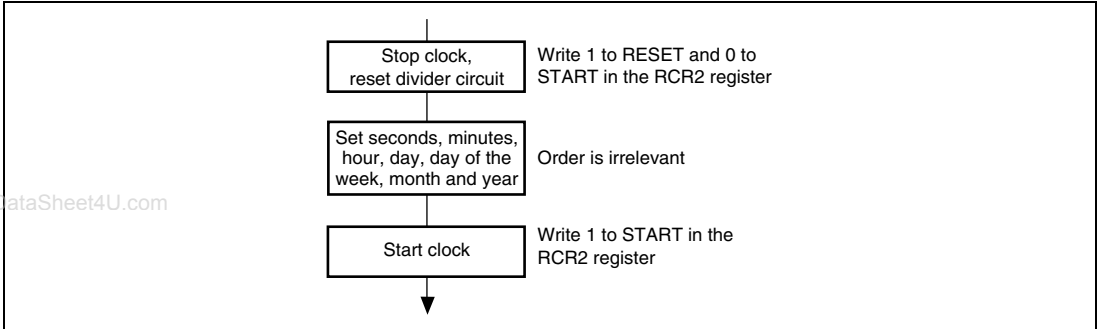 Stop clock,
reset divider circuit
Write 1 to RESET and 0 to
START in the RCR2 register
Set seconds, minutes,
hour, day, day of the
week, month and year
Order is irrelevant
ataSheet4U.com
Start clock
Write 1 to START in the
RCR2 register